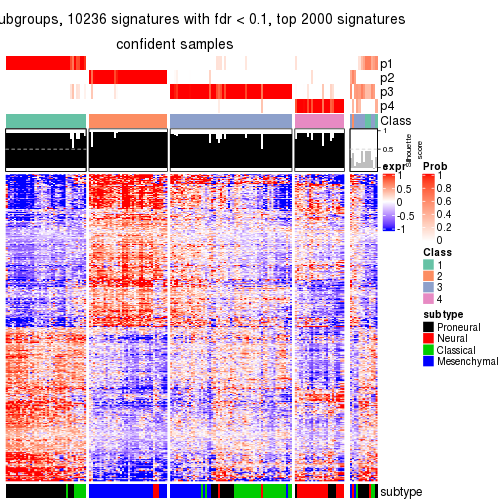 ubgroups, 10236 signatures with fdr < 0.1, top 2000 signatures
confident samples
p1
p2
p3
p4
Class
1
0.5
0
Silhouette
score
expr
1
0.5
0
-0.5
-1
Prob
1
0.8
0.6
0.4
0.2
0
Class
1
2
3
4
subtype
Proneural
Neural
Classical
Mesenchymal
subtype